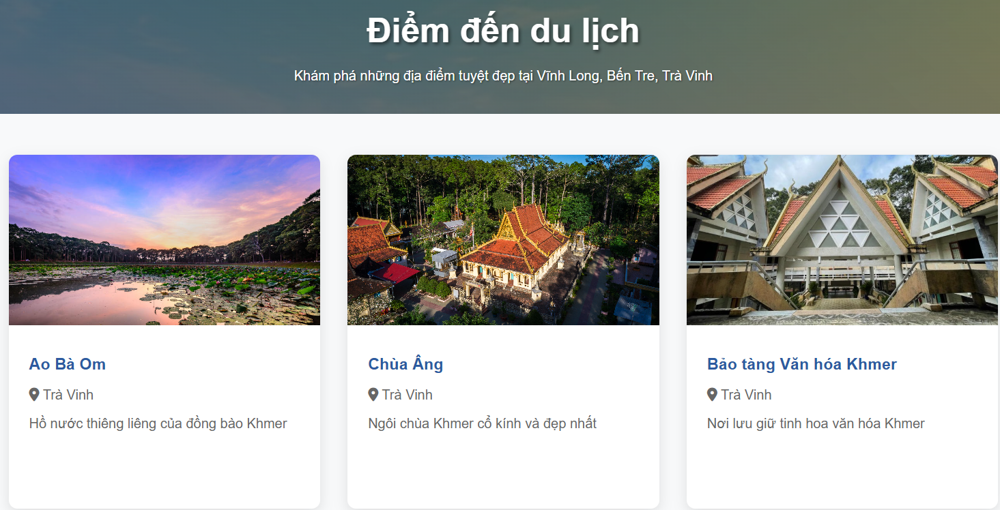 Điểm đến du lịch
Khám phá những địa điểm tuyệt đẹp tại Vĩnh Long, Bến Tre, Trà Vinh
Ao Bà Om
Trà Vinh
Hồ nước thiêng liêng của đồng bào Khmer
Chùa Âng
Trà Vinh
Ngôi chùa Khmer cổ kính và đẹp nhất
Bảo tàng Văn hóa Khmer
Trà Vinh
Nơi lưu giữ tinh hoa văn hóa Khmer